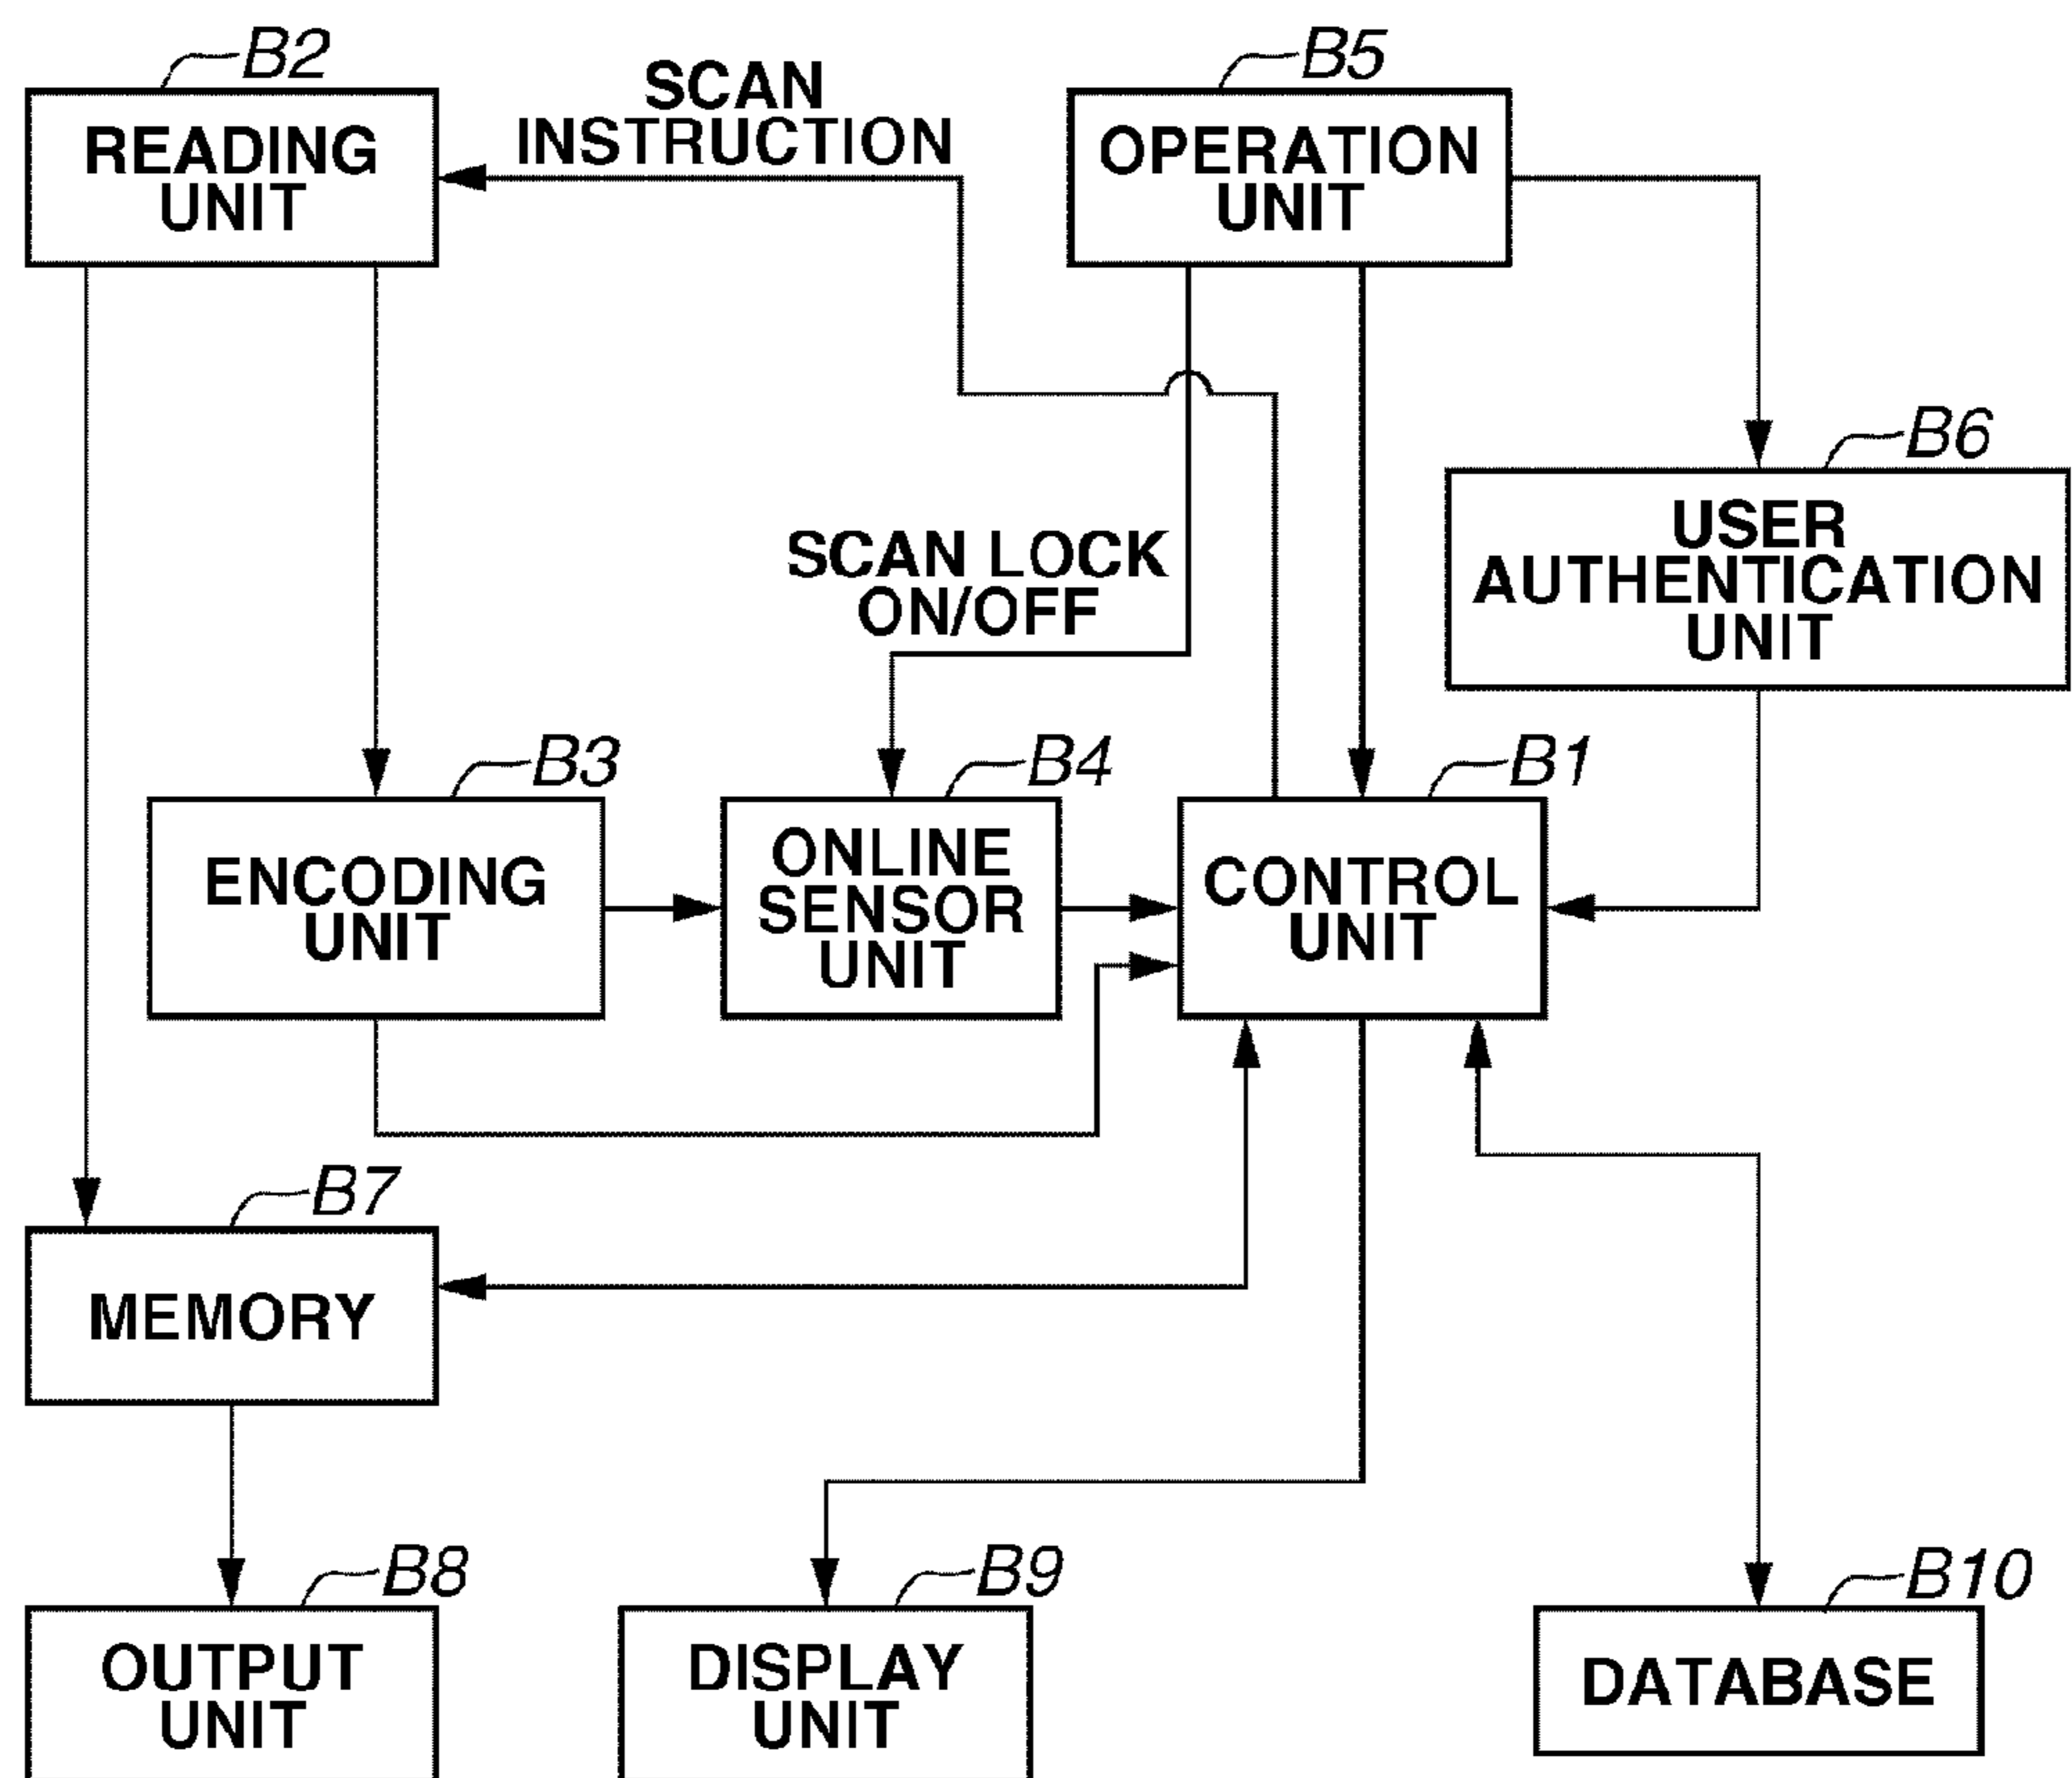 B2
READING
UNIT
SCAN
INSTRUCTION
B5
OPERATION
UNIT
B6
USER
AUTHENTICATION
UNIT
SCAN LOCK
ON/OFF
B3
ENCODING
UNIT
B4
ONLINE
SENSOR
UNIT
B1
CONTROL
UNIT
B7
MEMORY
B8
OUTPUT
UNIT
B9
DISPLAY
UNIT
B10
DATABASE